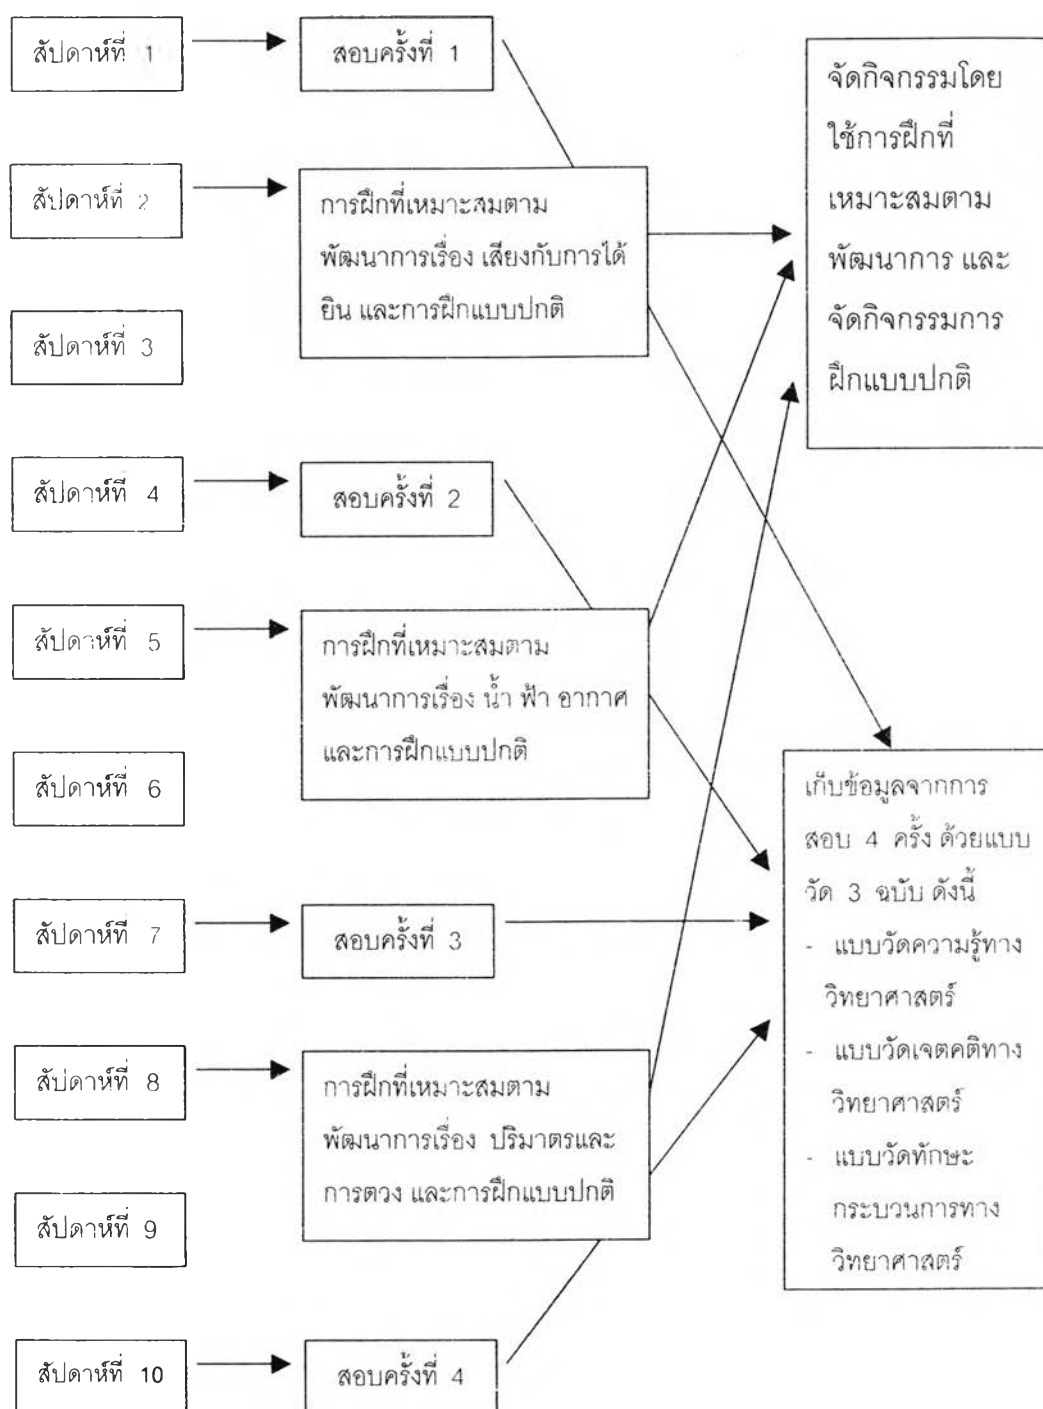 สัปดาห์ที่ 1
สอบครั้งที่ 1
จัดกิจกรรมโดย
ใช้การฝึกที่
เหมาะสมตาม
พัฒนาการ และ
จัดกิจกรรมการ
ฝึกแบบปกติ
สัปดาห์ที่ 2
การฝึกที่เหมาะสมตาม
พัฒนาการเรื่อง เสียงกับการได้
ยิน และการฝึกแบบปกติ
สัปดาห์ที่ 3
สัปดาห์ที่ 4
สอบครั้งที่ 2
สัปดาห์ที่ 5
การฝึกที่เหมาะสมตาม
พัฒนาการเรื่อง น้ำ ฟ้า อากาศ
และการฝึกแบบปกติ
สัปดาห์ที่ 6
เก็บข้อมูลจากการ
สอบ 4 ครั้ง ด้วยแบบ
วัด 3 ฉบับ ดังนี้
- แบบวัดความรู้ทาง
วิทยาศาสตร์
- แบบวัดเจตคติทาง
วิทยาศาสตร์
- แบบวัดทักษะ
กระบวนการทาง
วิทยาศาสตร์
สัปดาห์ที่ 7
สอบครั้งที่ 3
สัปดาห์ที่ 8
การฝึกที่เหมาะสมตาม
พัฒนาการเรื่อง ปริมาตรและ
การตวง และการฝึกแบบปกติ
สัปดาห์ที่ 9
สัปดาห์ที่ 10
สอบครั้งที่ 4